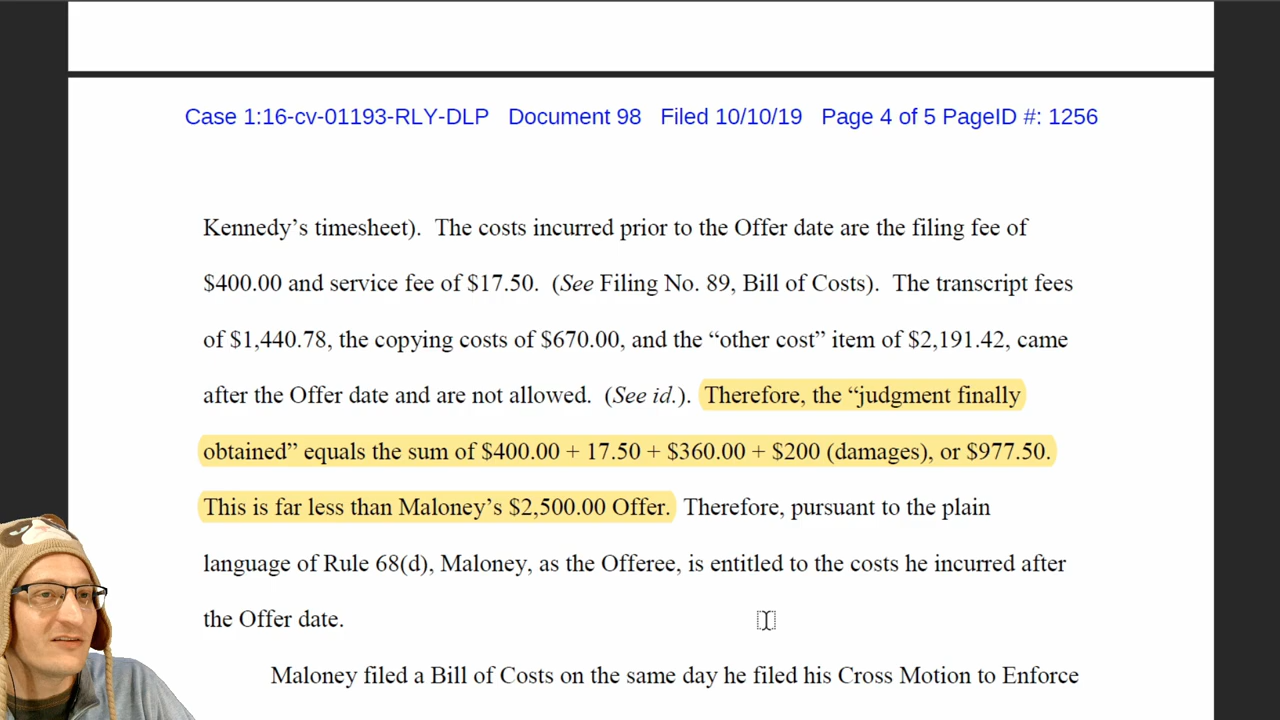 Case 1:16-cv-01193-RLY-DLP Document 98 Filed 10/10/19 Page 4 of 5 PageID #: 1256
Kennedy’s timesheet). The costs incurred prior to the Offer date are the filing fee of
$400.00 and service fee of $17.50. (See Filing No. 89, Bill of Costs). The transcript fees
of $1,440.78, the copying costs of $670.00, and the “other cost” item of $2,191.42, came
after the Offer date and are not allowed. (See id.). Therefore, the “judgment finally
obtained” equals the sum of $400.00 + 17.50 + $360.00 + $200 (damages), or $977.50.
This is far less than Maloney’s $2,500.00 Offer. Therefore, pursuant to the plain
language of Rule 68(d), Maloney, as the Offeree, is entitled to the costs he incurred after
the Offer date.
Maloney filed a Bill of Costs on the same day he filed his Cross Motion to Enforce